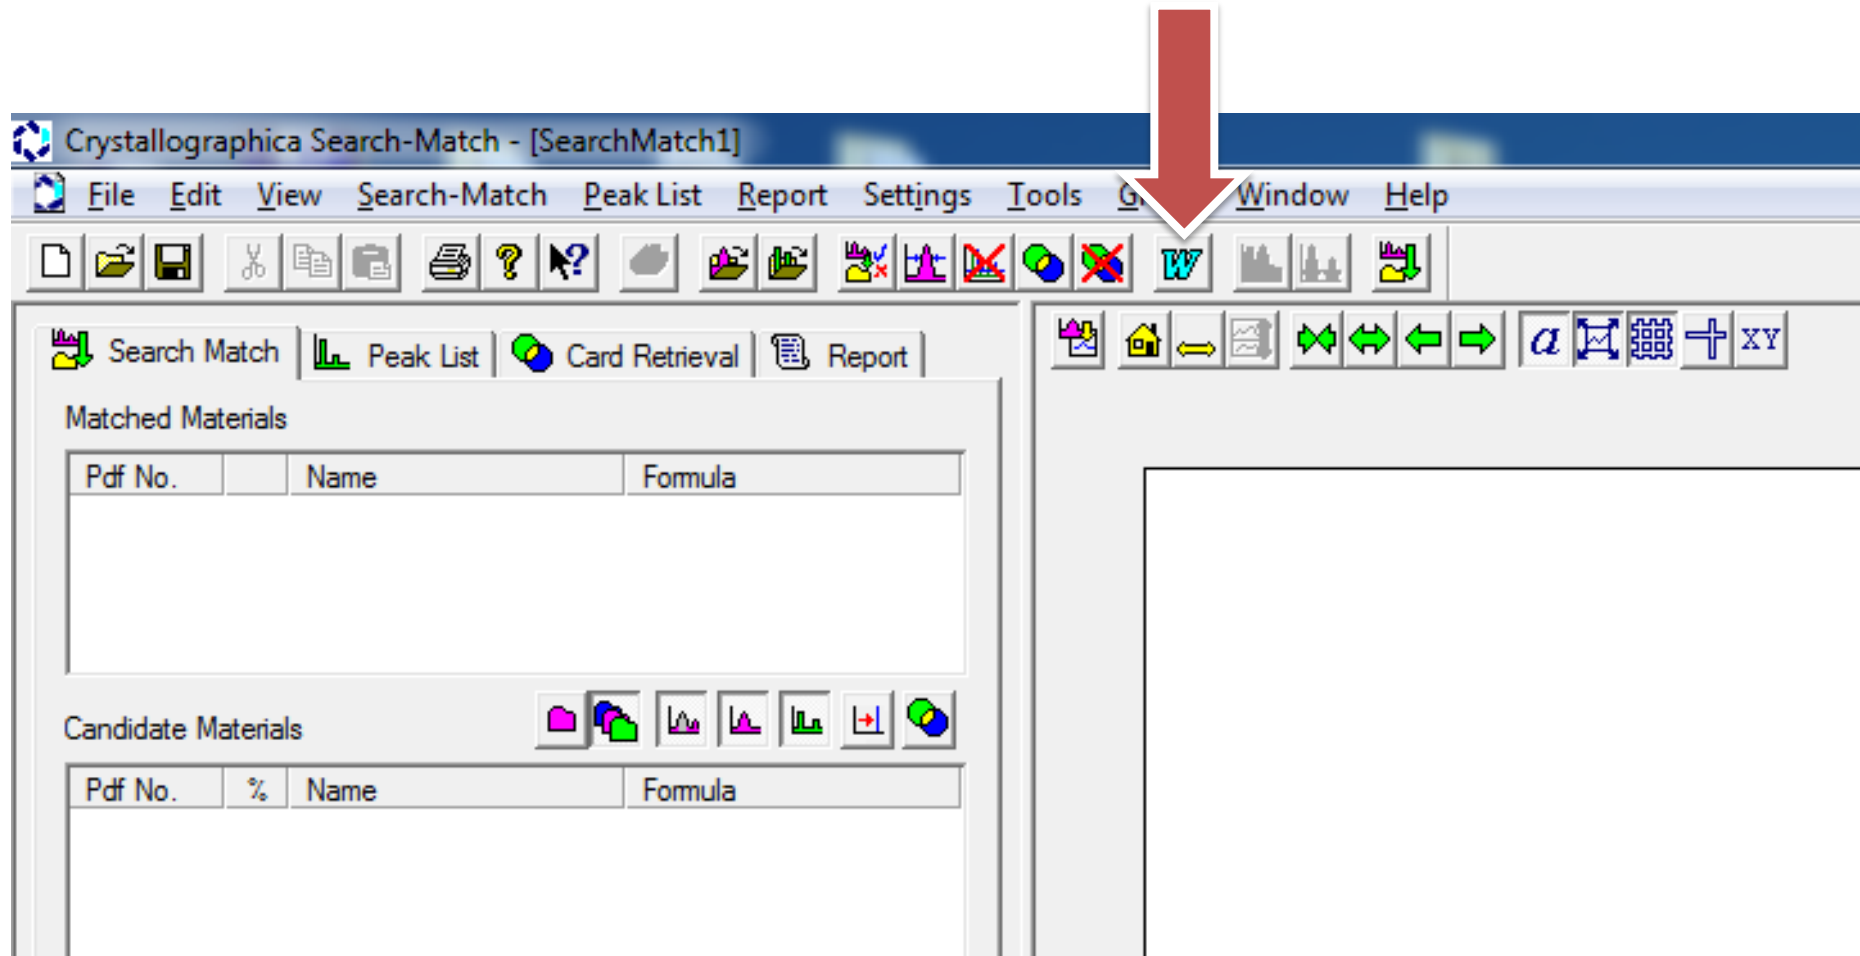 Crystallographica Search-Match - [SearchMatch1]
File Edit View Search-Match Peak List Report Settings Tools Window Help
W
a XY
Search Match Peak List Card Retrieval Report
Matched Materials
Pdf No. Name Formula
Candidate Materials
Pdf No. % Name Formula